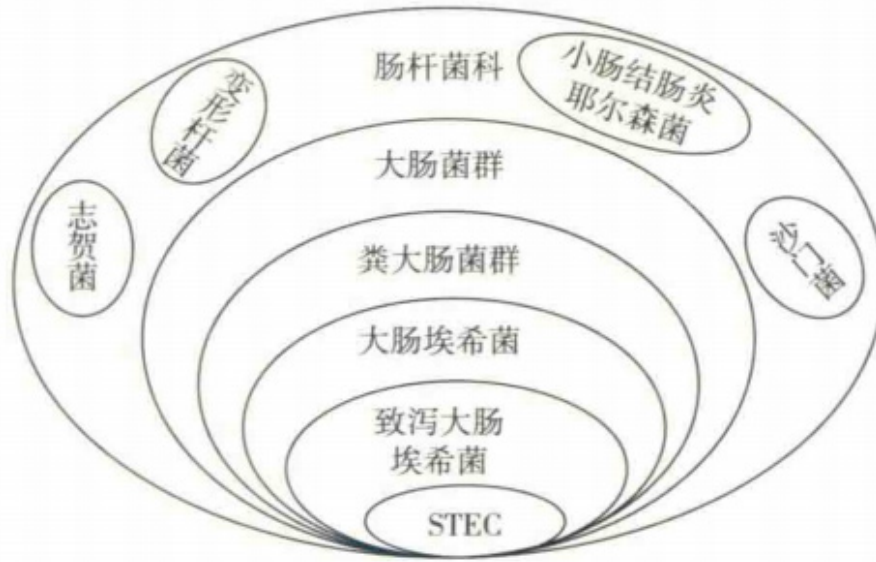 肠杆菌科
小肠结肠炎
耶尔森菌
变形杆菌
大肠菌群
志贺菌
沙门菌
粪大肠菌群
大肠埃希菌
致泻大肠
埃希菌
STEC